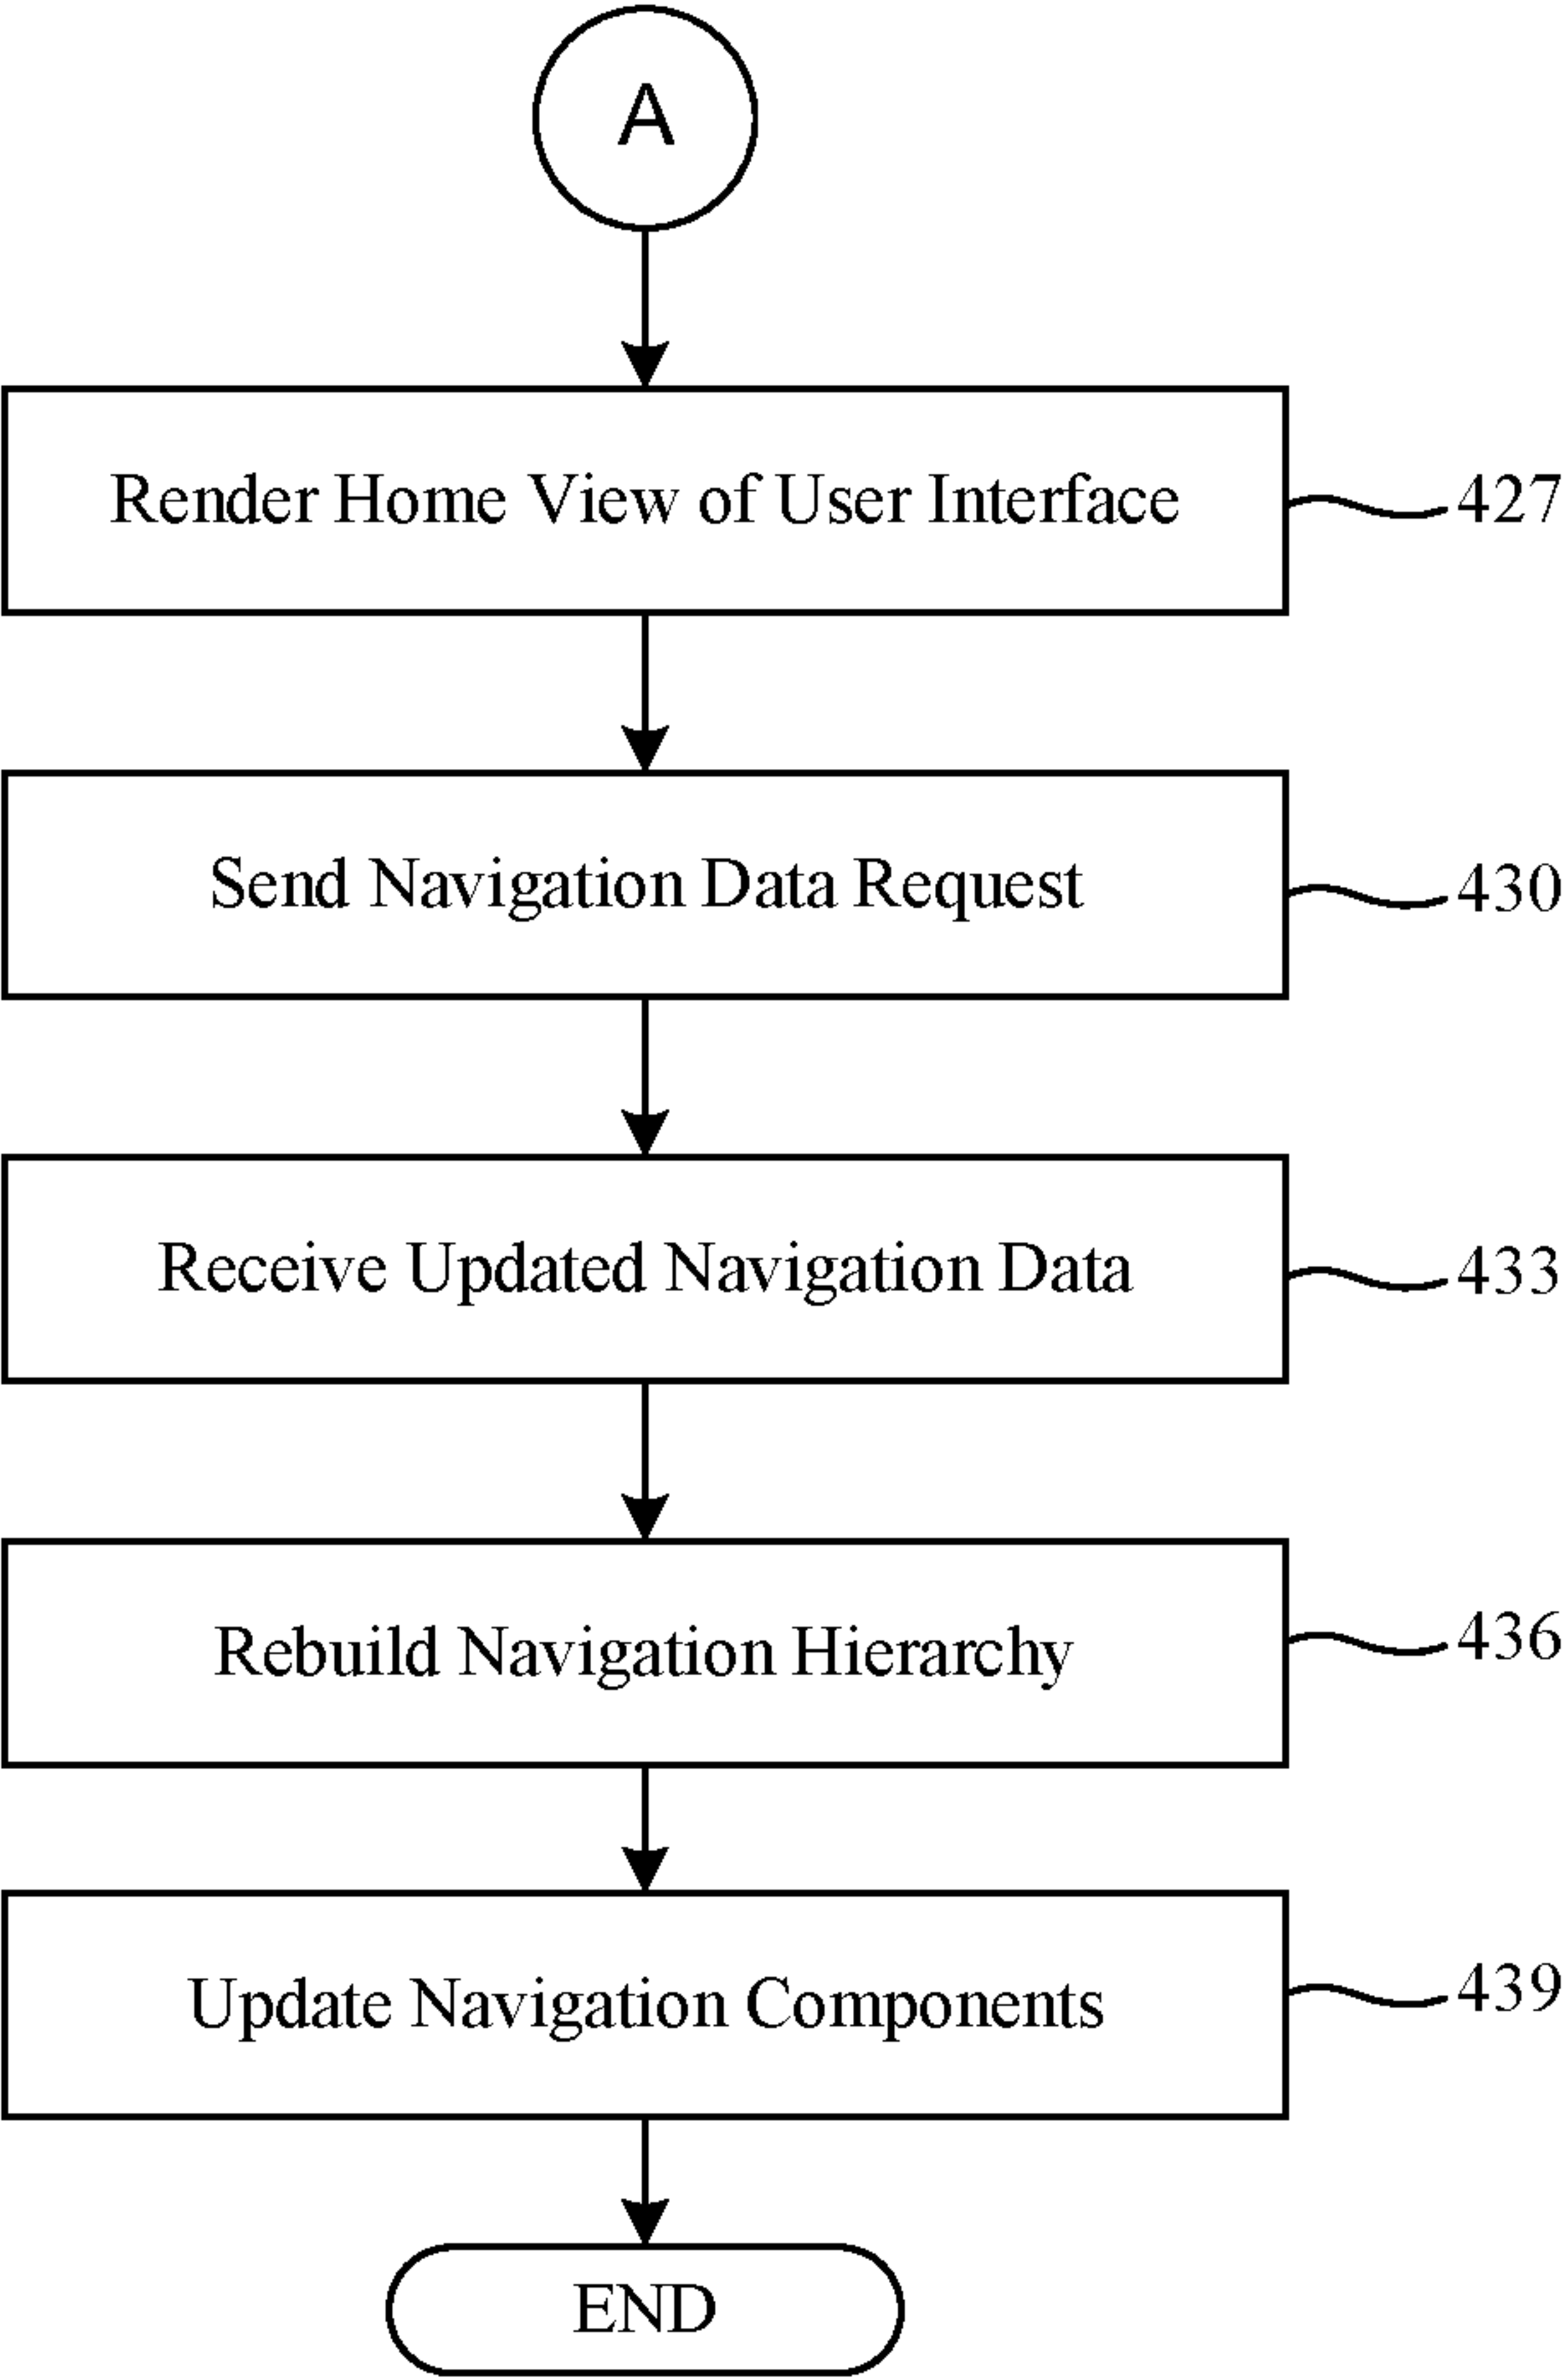 A
Render Home View of User Interface
427
Send Navigation Data Request
430
Receive Updated Navigation Data
433
Rebuild Navigation Hierarchy
436
Update Navigation Components
439
END